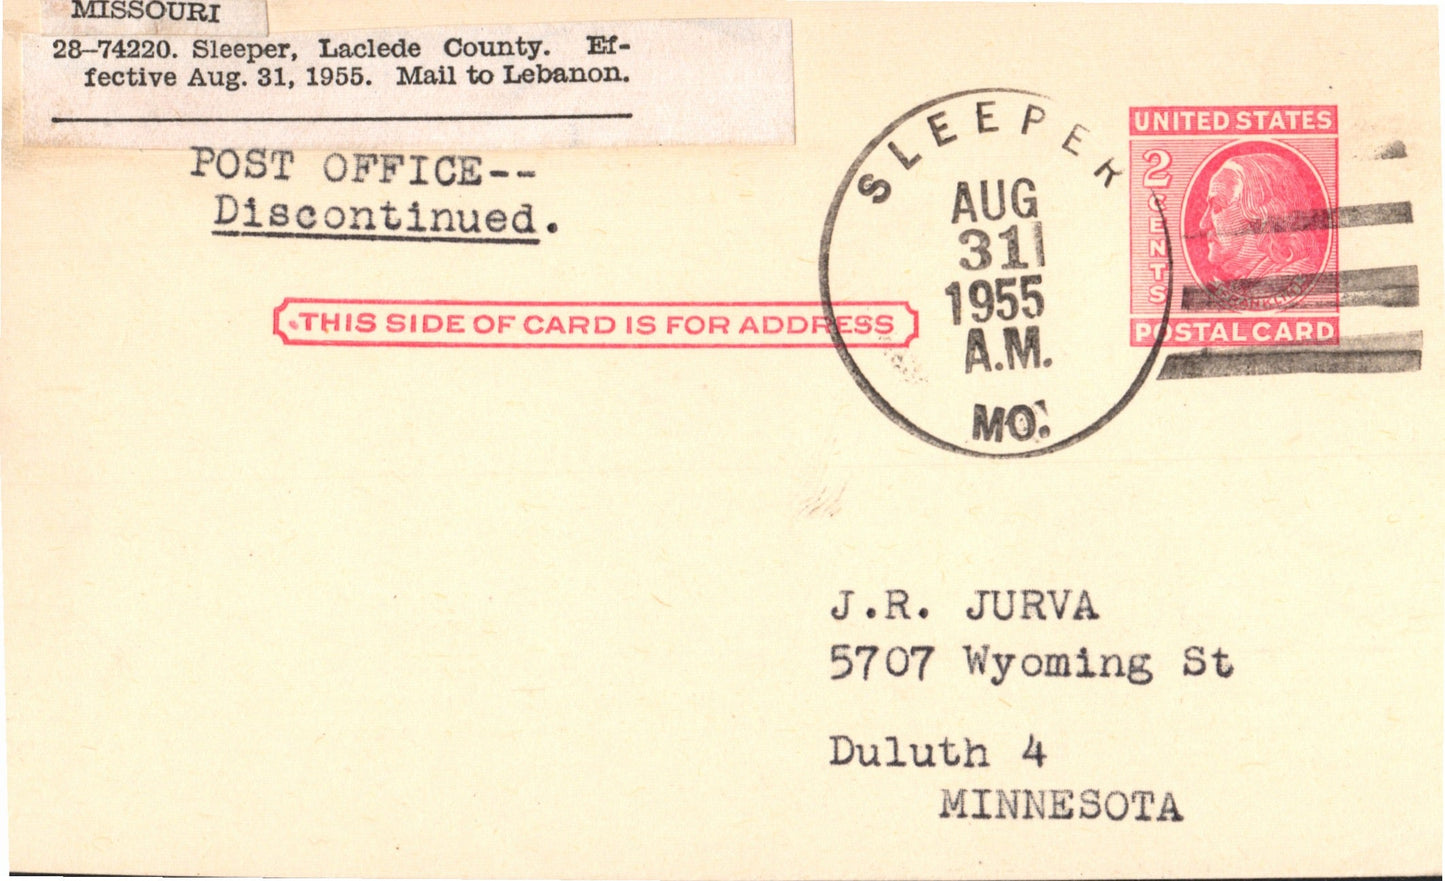 MISSOURI
28–74220. Sleeper, Laclede County. Ef-
fective Aug. 31, 1955. Mail to Lebanon.
POST OFFICE--
Discontinued.
THIS SIDE OF CARD IS FOR ADDRESS
SLEEPER
AUG
31
1955
A.M.
MO.
UNITED STATES
2 CENTS
FRANKLIN
POSTAL CARD
J.R. JURVA
5707 Wyoming St
Duluth 4
MINNESOTA